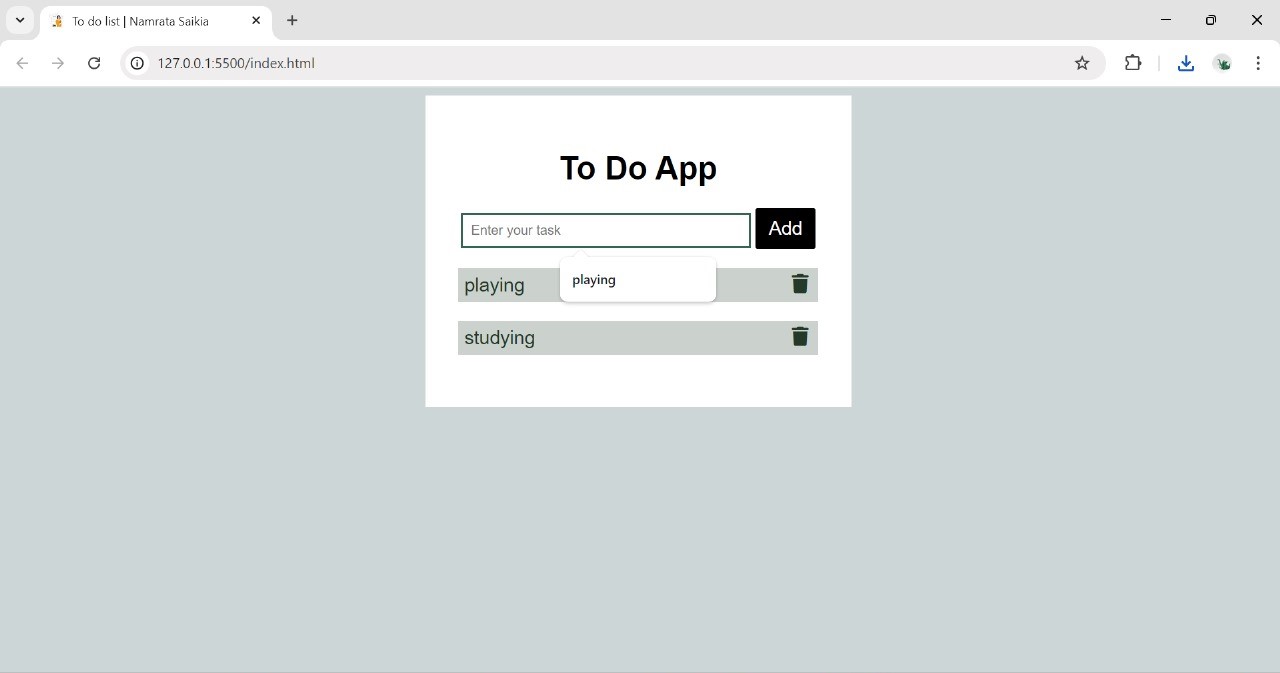 To do list | Namrata Saikia
127.0.0.1:5500/index.html
To Do App
Enter your task
Add
playing
playing
studying